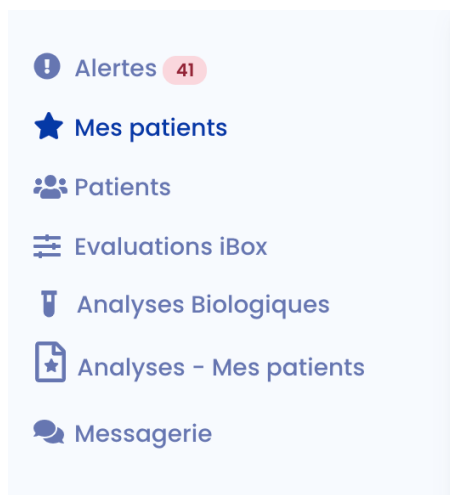 Alertes 41
Mes patients
Patients
Evaluations iBox
Analyses Biologiques
Analyses - Mes patients
Messagerie